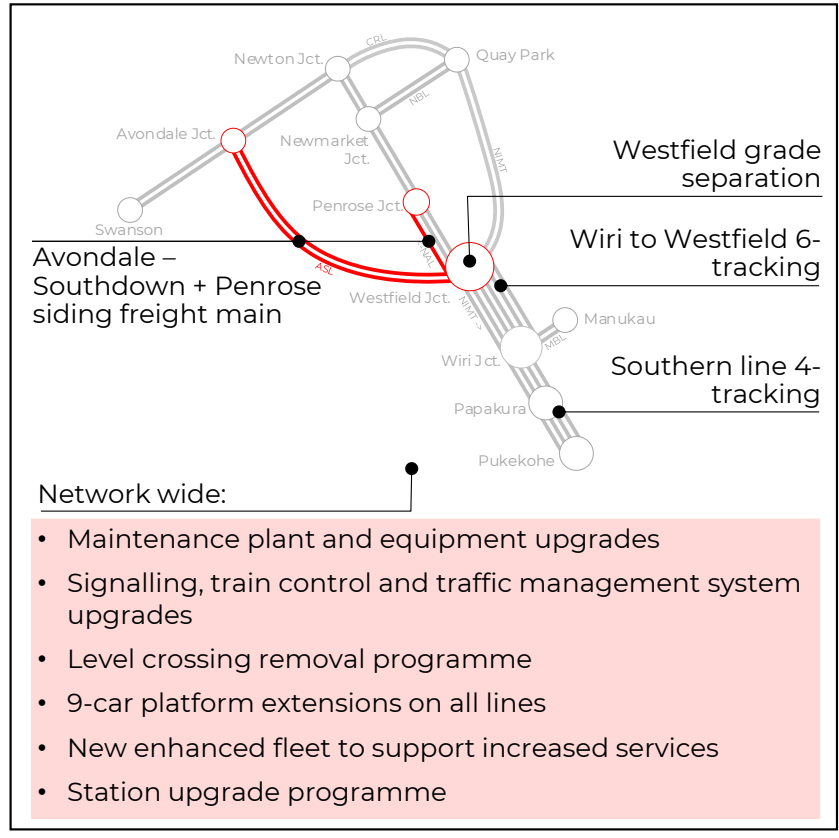 CRL
Newton Jct.
Quay Park
NBL
Avondale Jct.
Newmarket
Jct.
NIMT
Westfield grade
separation
Swanson
Penrose Jct.
Wiri to Westfield 6-
tracking
NAL
Avondale –
Southdown + Penrose
siding freight main
ASL
Westfield Jct.
NIMT ->
Manukau
MBL
Wiri Jct.
Southern line 4-
tracking
Papakura
Pukekohe
Network wide:
• Maintenance plant and equipment upgrades
• Signalling, train control and traffic management system
upgrades
• Level crossing removal programme
• 9-car platform extensions on all lines
• New enhanced fleet to support increased services
• Station upgrade programme